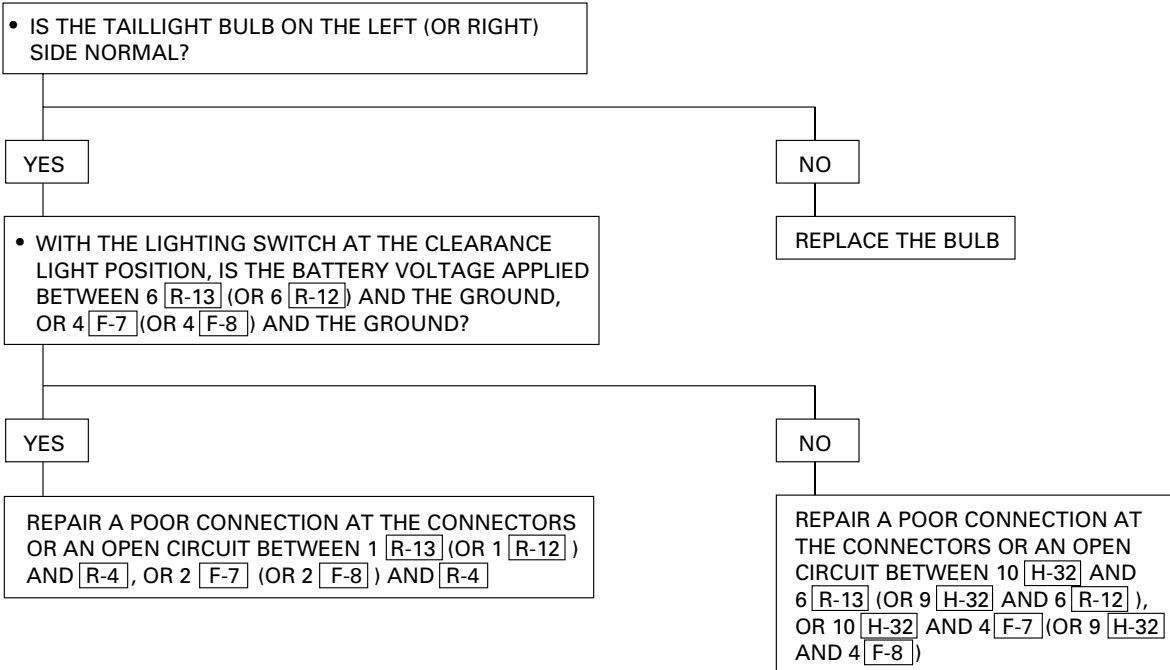 • IS THE TAILLIGHT BULB ON THE LEFT (OR RIGHT)
SIDE NORMAL?
YES
NO
• WITH THE LIGHTING SWITCH AT THE CLEARANCE
LIGHT POSITION, IS THE BATTERY VOLTAGE APPLIED
BETWEEN 6 R-13 (OR 6 R-12) AND THE GROUND,
OR 4 F-7 (OR 4 F-8) AND THE GROUND?
REPLACE THE BULB
YES
NO
REPAIR A POOR CONNECTION AT THE CONNECTORS
OR AN OPEN CIRCUIT BETWEEN 1 R-13 (OR 1 R-12)
AND R-4, OR 2 F-7 (OR 2 F-8) AND R-4
REPAIR A POOR CONNECTION AT
THE CONNECTORS OR AN OPEN
CIRCUIT BETWEEN 10 H-32 AND
6 R-13 (OR 9 H-32 AND 6 R-12),
OR 10 H-32 AND 4 F-7 (OR 9 H-32
AND 4 F-8)